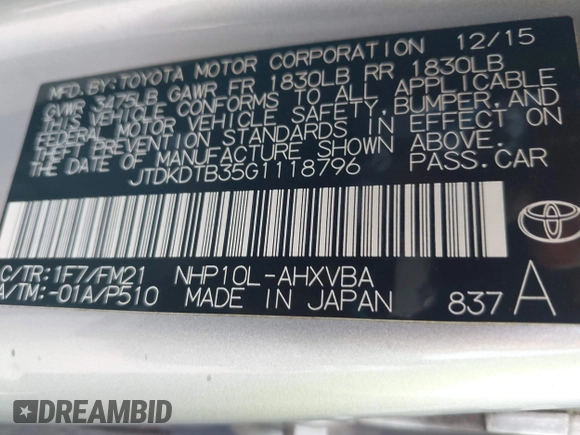 MFD. BY: TOYOTA MOTOR CORPORATION 12/15
GVWR 3475LB GAWR FR 1830LB RR 1830LB
THIS VEHICLE CONFORMS TO ALL APPLICABLE
FEDERAL MOTOR VEHICLE SAFETY, BUMPER, AND
THEFT PREVENTION STANDARDS IN EFFECT ON
THE DATE OF MANUFACTURE SHOWN ABOVE.
JTDKDTB35G1118796 PASS.CAR
C/TR:1F7/FM21 NHP10L-AHXVBA
A/TM:-01A/P510 MADE IN JAPAN 837 A
DREAMBID